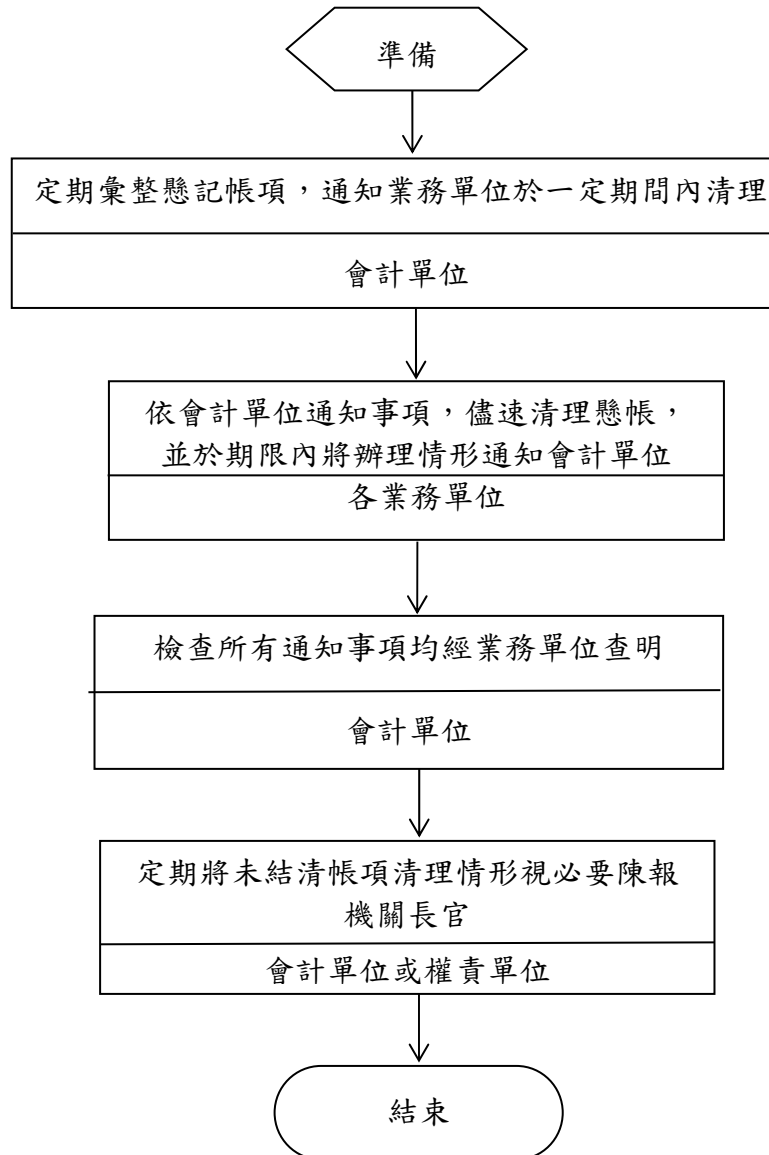 準備
定期彙整懸記帳項，通知業務單位於一定期間內清理
會計單位
依會計單位通知事項，儘速清理懸帳，
並於期限內將辦理情形通知會計單位
各業務單位
檢查所有通知事項均經業務單位查明
會計單位
定期將未結清帳項清理情形視必要陳報
機關長官
會計單位或權責單位
結束